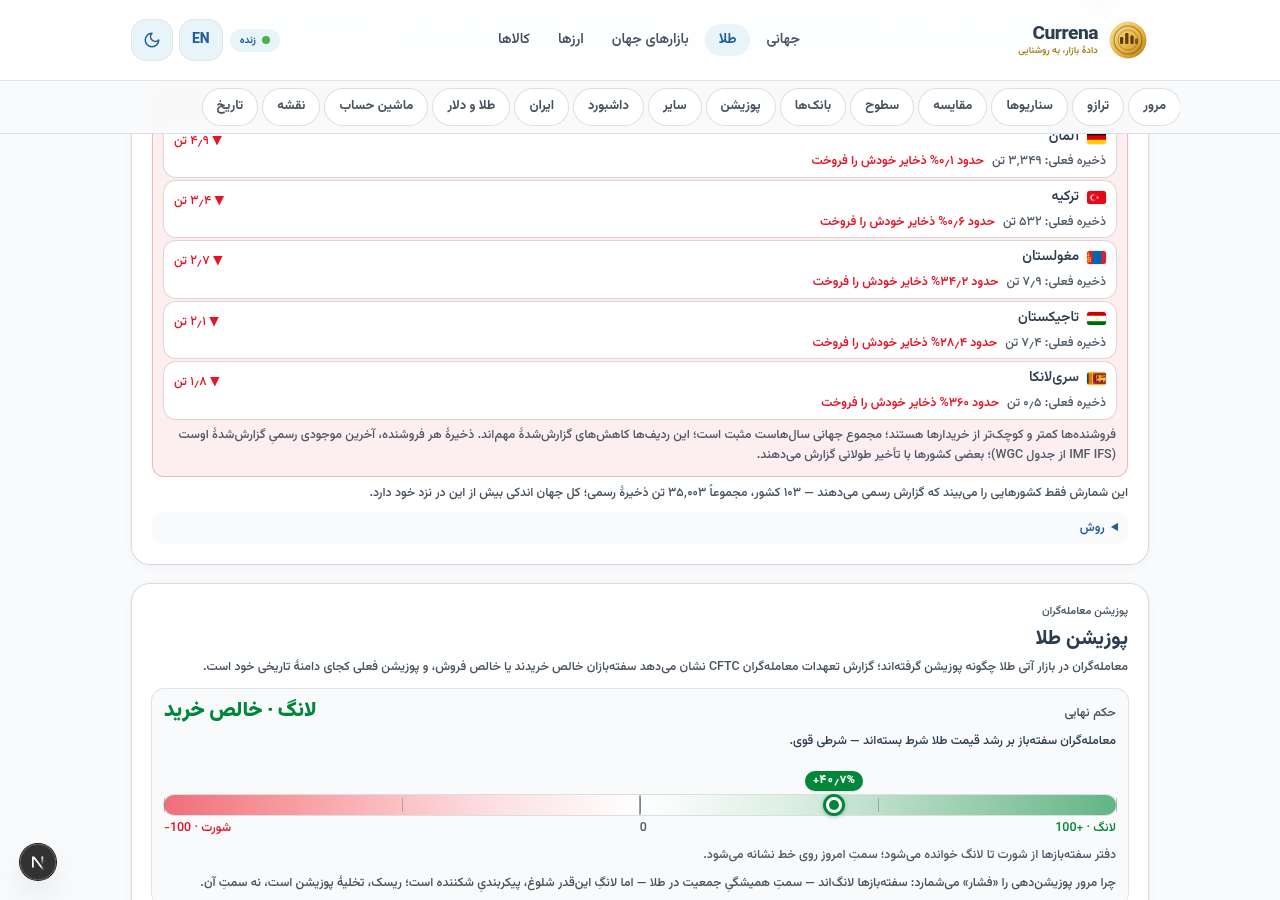 Currena
دادهٔ بازار، به روشنایی
جهانی
طلا
بازارهای جهان
ارزها
کالاها
زنده
EN
مرور
ترازو
سناریوها
مقایسه
سطوح
بانک‌ها
پوزیشن
سایر
داشبورد
ایران
طلا و دلار
ماشین حساب
نقشه
تاریخ
آلمان
▼ ۴٫۹ تن
ذخیره فعلی: ۳٬۳۴۹ تن حدود ۰٫۱% ذخایر خودش را فروخت
ترکیه
▼ ۳٫۴ تن
ذخیره فعلی: ۵۳۲ تن حدود ۰٫۶% ذخایر خودش را فروخت
مغولستان
▼ ۲٫۷ تن
ذخیره فعلی: ۷٫۹ تن حدود ۳۴٫۲% ذخایر خودش را فروخت
تاجیکستان
▼ ۲٫۱ تن
ذخیره فعلی: ۷٫۴ تن حدود ۲۸٫۴% ذخایر خودش را فروخت
سری‌لانکا
▼ ۱٫۸ تن
ذخیره فعلی: ۰٫۵ تن حدود ۳۶۰% ذخایر خودش را فروخت
فروشنده‌ها کمتر و کوچک‌تر از خریدارها هستند؛ مجموع جهانی سال‌هاست مثبت است؛ این ردیف‌ها کاهش‌های گزارش‌شدهٔ مهم‌اند. ذخیرهٔ هر فروشنده، آخرین موجودی رسمیِ گزارش‌شدهٔ اوست
(IMF IFS از جدول WGC)؛ بعضی کشورها با تأخیر طولانی گزارش می‌دهند.
این شمارش فقط کشورهایی را می‌بیند که گزارش رسمی می‌دهند — ۱۰۳ کشور، مجموعاً ۳۵٬۰۰۳ تن ذخیرهٔ رسمی؛ کل جهان اندکی بیش از این در نزد خود دارد.
روش
پوزیشن معامله‌گران
پوزیشن طلا
معامله‌گران در بازار آتی طلا چگونه پوزیشن گرفته‌اند؛ گزارش تعهدات معامله‌گران CFTC نشان می‌دهد سفته‌بازان خالص خریدند یا خالص فروش، و پوزیشن فعلی کجای دامنهٔ تاریخی خود است.
حکم نهایی
لانگ · خالص خرید
معامله‌گران سفته‌باز بر رشد قیمت طلا شرط بسته‌اند — شرطی قوی.
+۴۰٫۷%
لانگ · +100
0
شورت · 100-
دفتر سفته‌بازها از شورت تا لانگ خوانده می‌شود؛ سمتِ امروز روی خط نشانه می‌شود.
چرا مرور پوزیشن‌دهی را «فشار» می‌شمارد: سفته‌بازها لانگ‌اند — سمتِ همیشگیِ جمعیت در طلا — اما لانگِ این‌قدر شلوغ، پیکربندیِ شکننده است؛ ریسک، تخلیهٔ پوزیشن است، نه سمتِ آن.
N